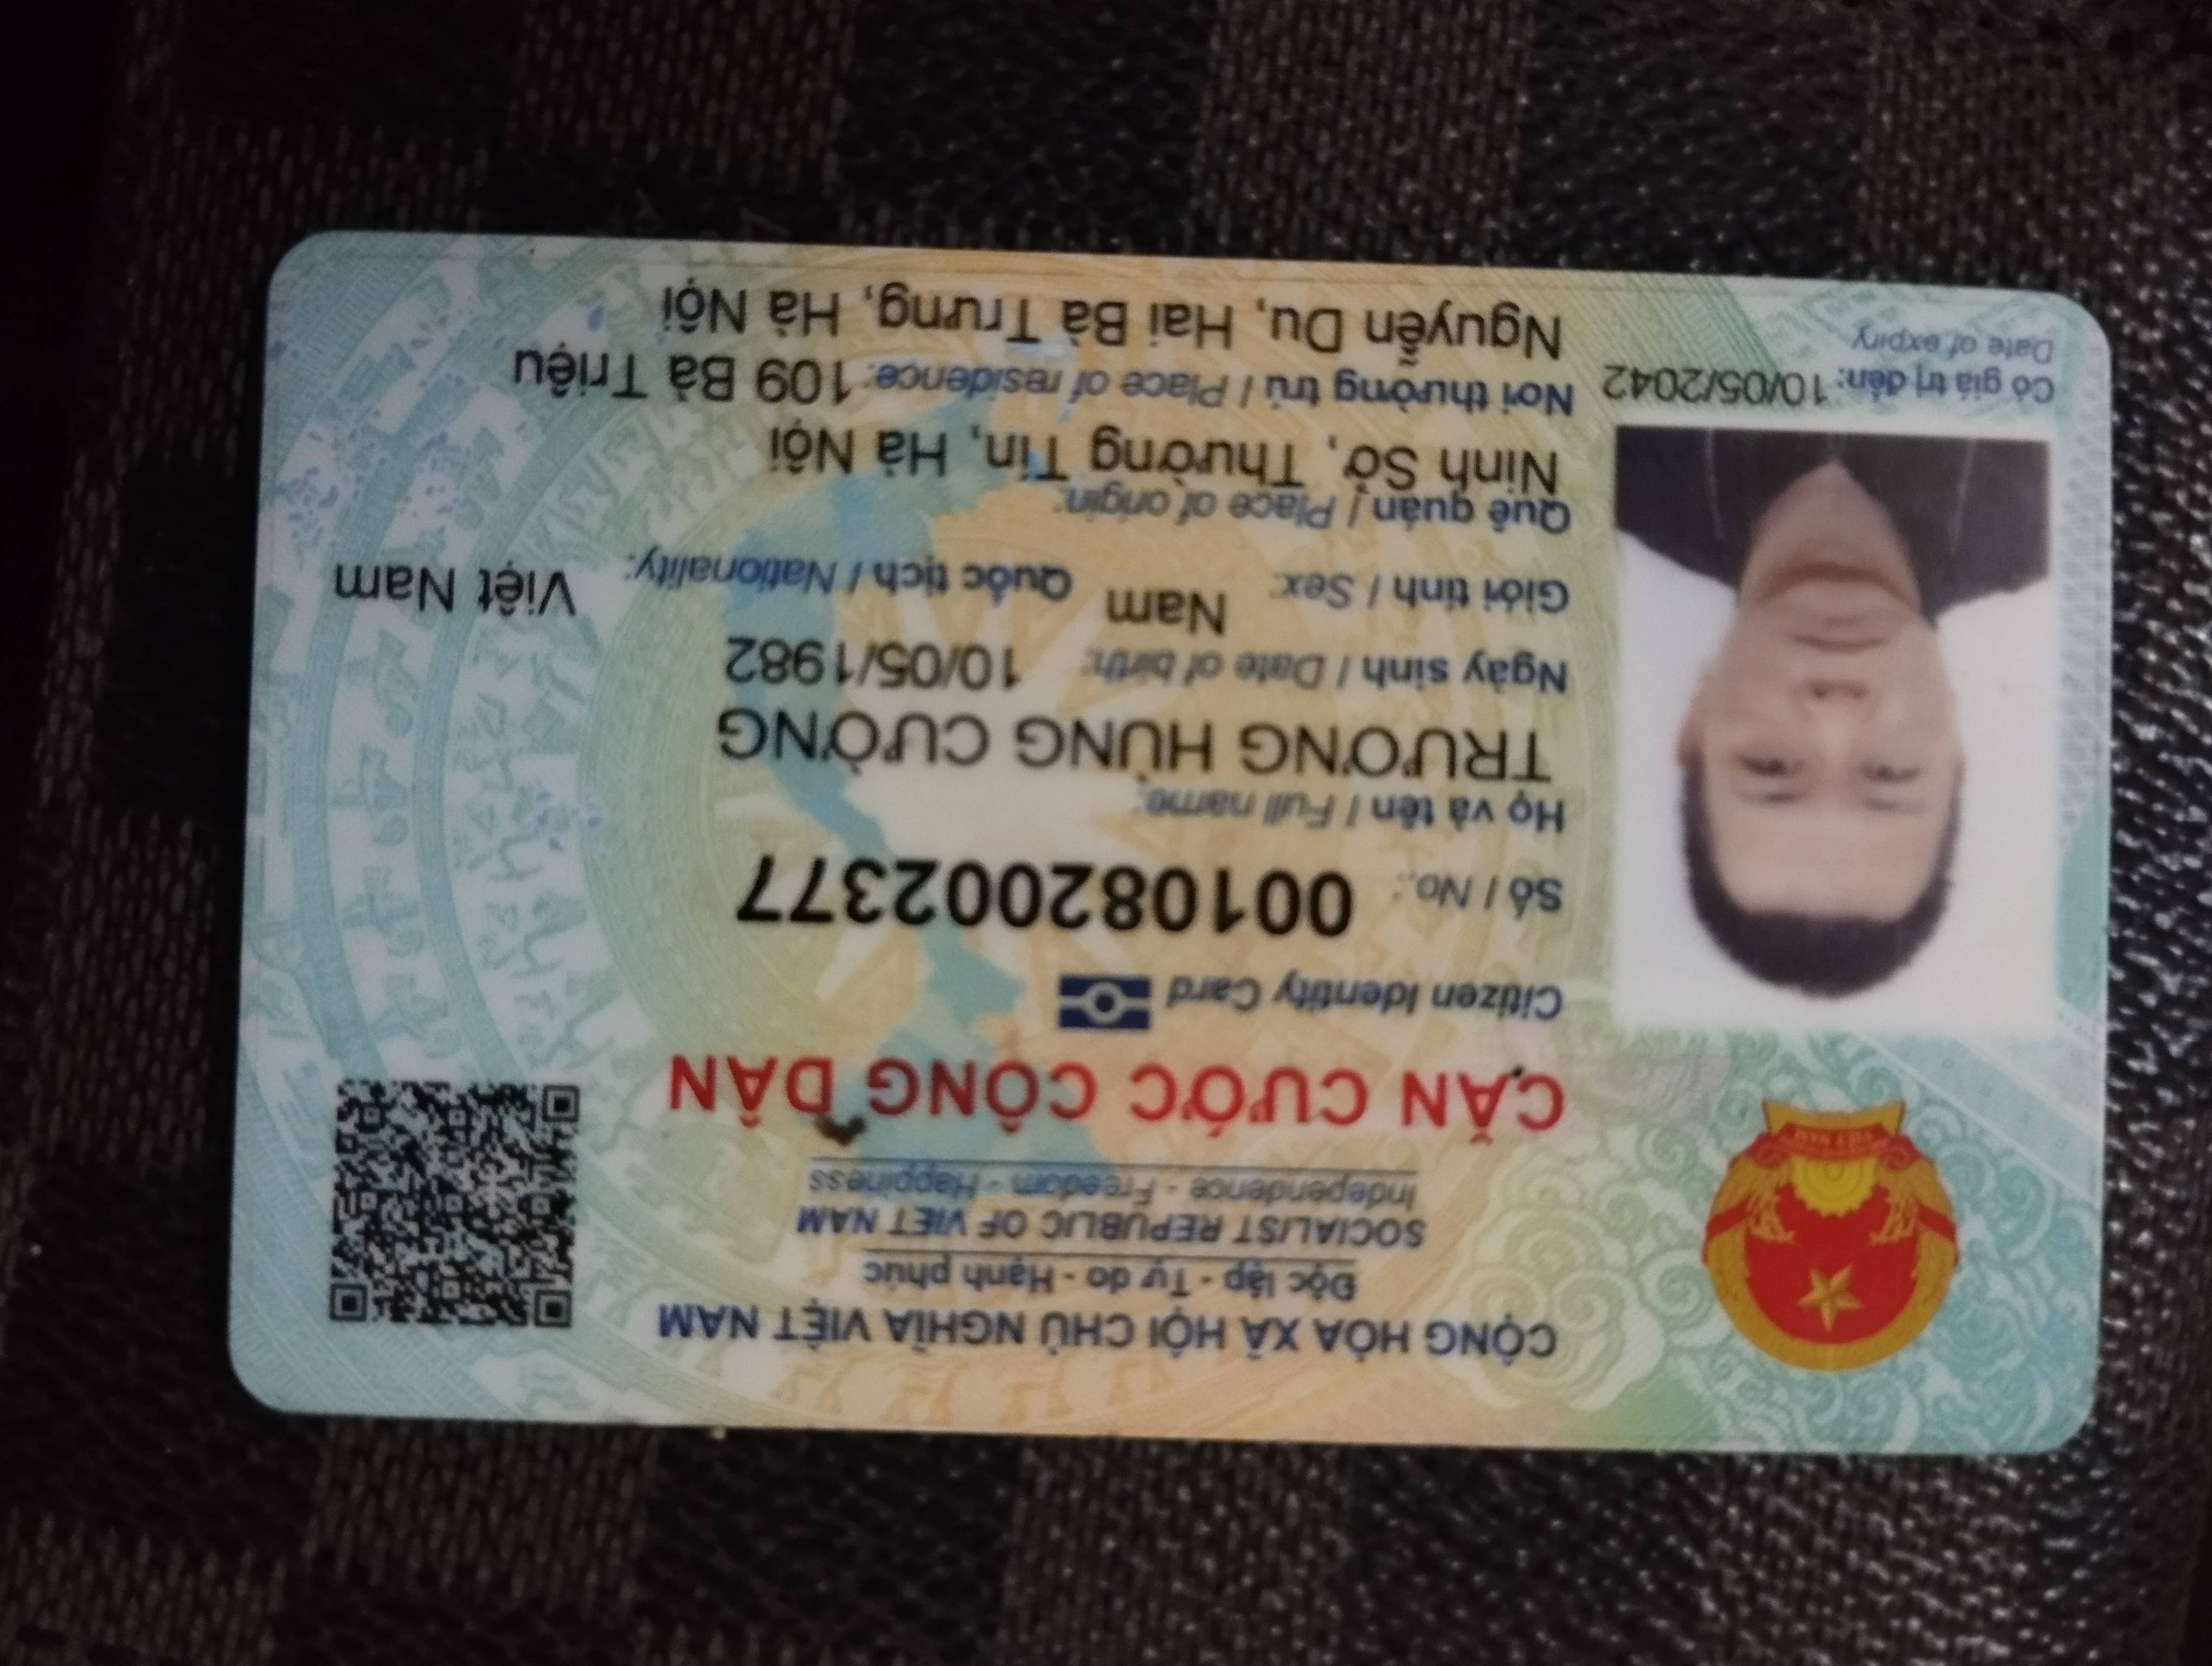 CỘNG HÒA XÃ HỘI CHỦ NGHĨA VIỆT NAM
Độc lập - Tự do - Hạnh phúc
SOCIALIST REPUBLIC OF VIET NAM
Independence - Freedom - Happiness
CĂN CƯỚC CÔNG DÂN
Citizen Identity Card
Số / No.: 001082002377
Họ và tên / Full name:
TRƯƠNG HÙNG CƯỜNG
Ngày sinh / Date of birth: 10/05/1982
Giới tính / Sex: Nam Quốc tịch / Nationality: Việt Nam
Quê quán / Place of origin:
Ninh Sở, Thường Tín, Hà Nội
Nơi thường trú / Place of residence: 109 Bà Triệu
Nguyễn Du, Hai Bà Trưng, Hà Nội
Có giá trị đến: 10/05/2042
Date of expiry
VIỆT NAM